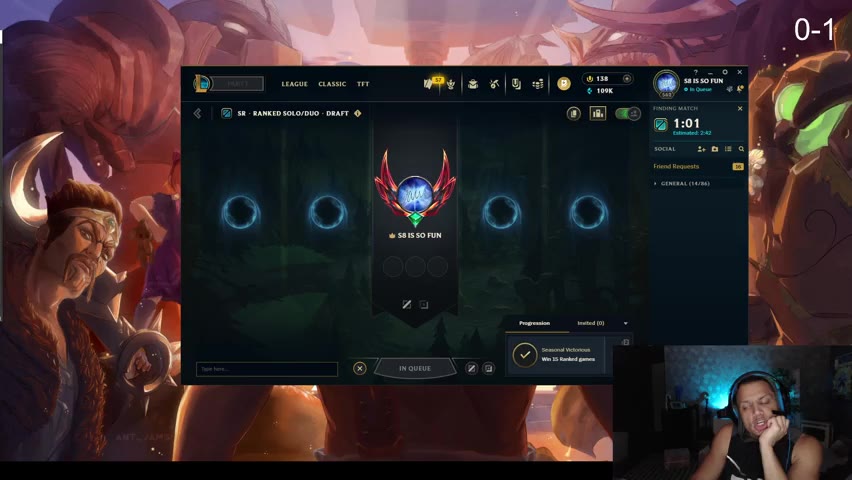 0-1
LEAGUE
CLASSIC
TFT
57
138
109K
?
S8 IS SO FUN
In Queue
SR · RANKED SOLO/DUO · DRAFT
FINDING MATCH
1:01
Estimated: 2:42
SOCIAL
Friend Requests
GENERAL (14/86)
S8 IS SO FUN
Progression
Invited (0)
Seasonal Victorious
Win 15 Ranked games
Type here...
IN QUEUE